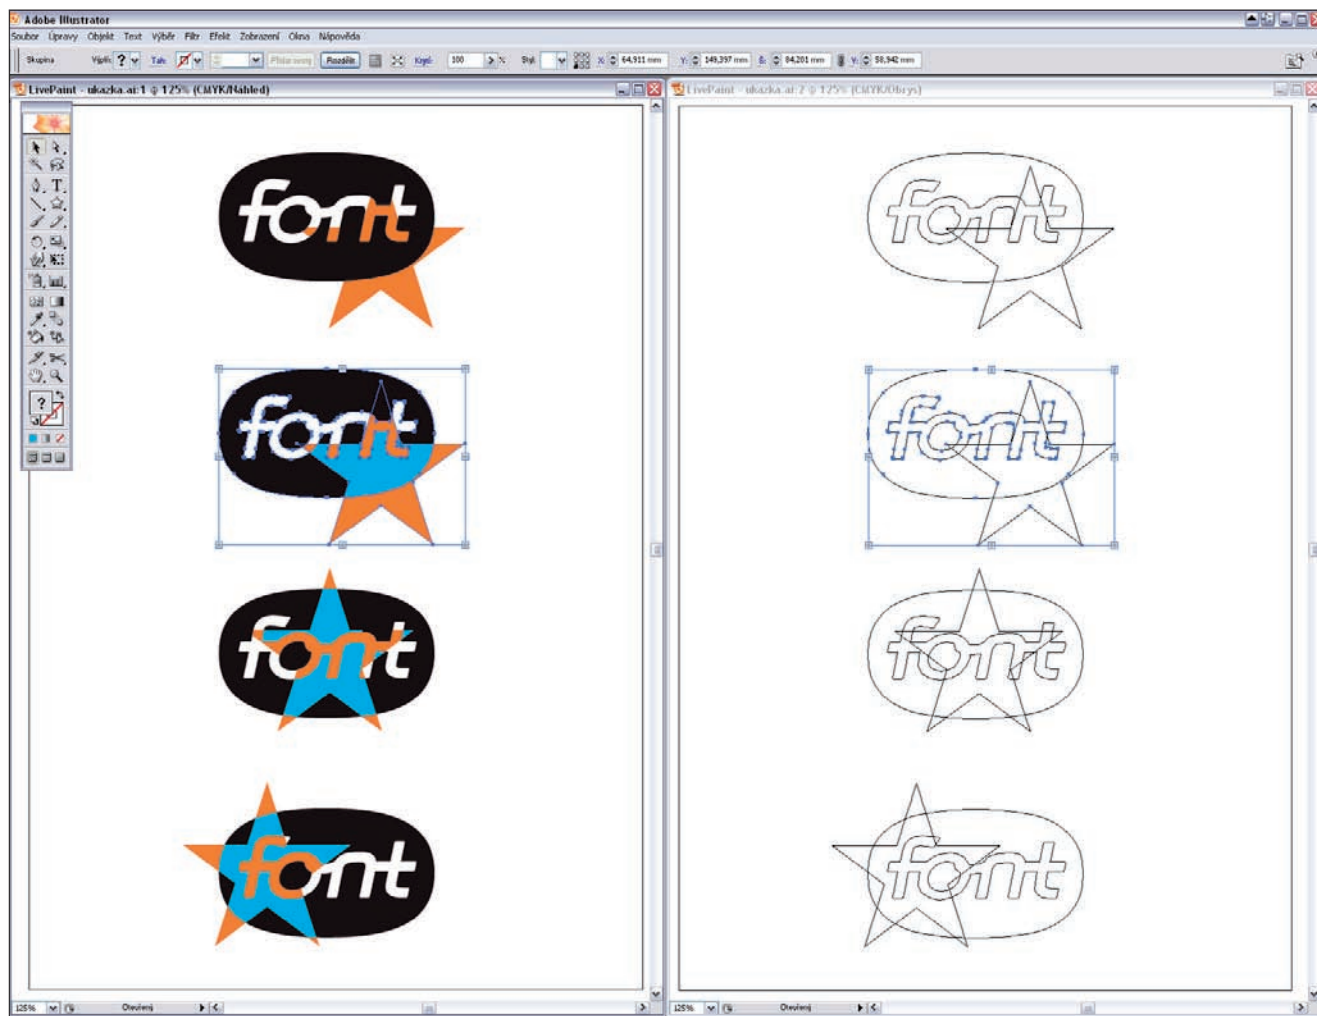 Adobe Illustrator
Soubor Úpravy Objekt Text Výběr Filtr Efekt Zobrazení Okna Nápověda
Skupina Výplň: ? Tah: Rozdělit Krytí: 100 % Styl: X: 64,911 mm Y: 149,397 mm Š: 84,201 mm V: 58,942 mm
LivePaint - ukazka.ai:1 @ 125% (CMYK/Náhled)
LivePaint - ukazka.ai:2 @ 125% (CMYK/Obrys)
font
font
font
font
font
font
font
font
T
?
125% Otevřený
125% Otevřený